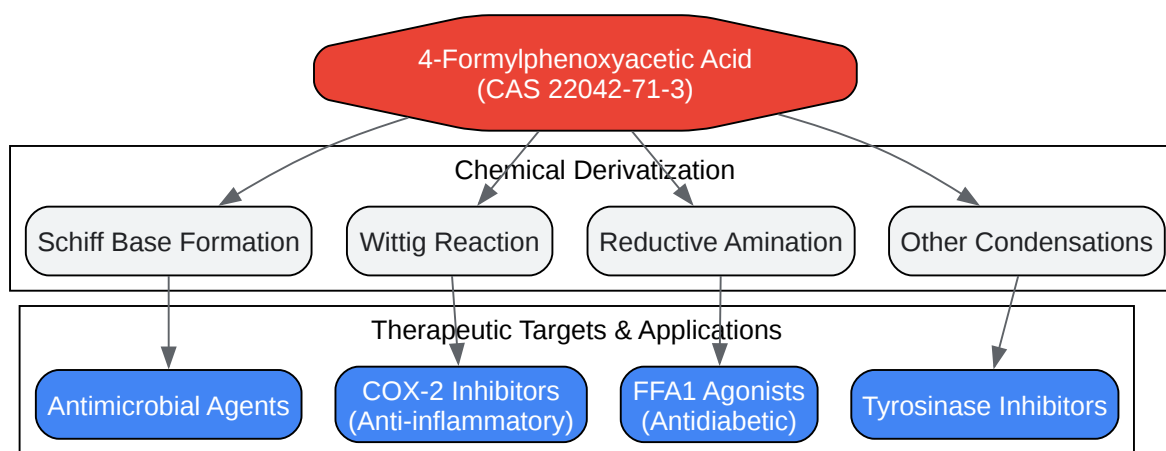 4-Formylphenoxyacetic Acid
(CAS 22042-71-3)
Chemical Derivatization
Schiff Base Formation
Wittig Reaction
Reductive Amination
Other Condensations
Therapeutic Targets & Applications
Antimicrobial Agents
COX-2 Inhibitors
(Anti-inflammatory)
FFA1 Agonists
(Antidiabetic)
Tyrosinase Inhibitors